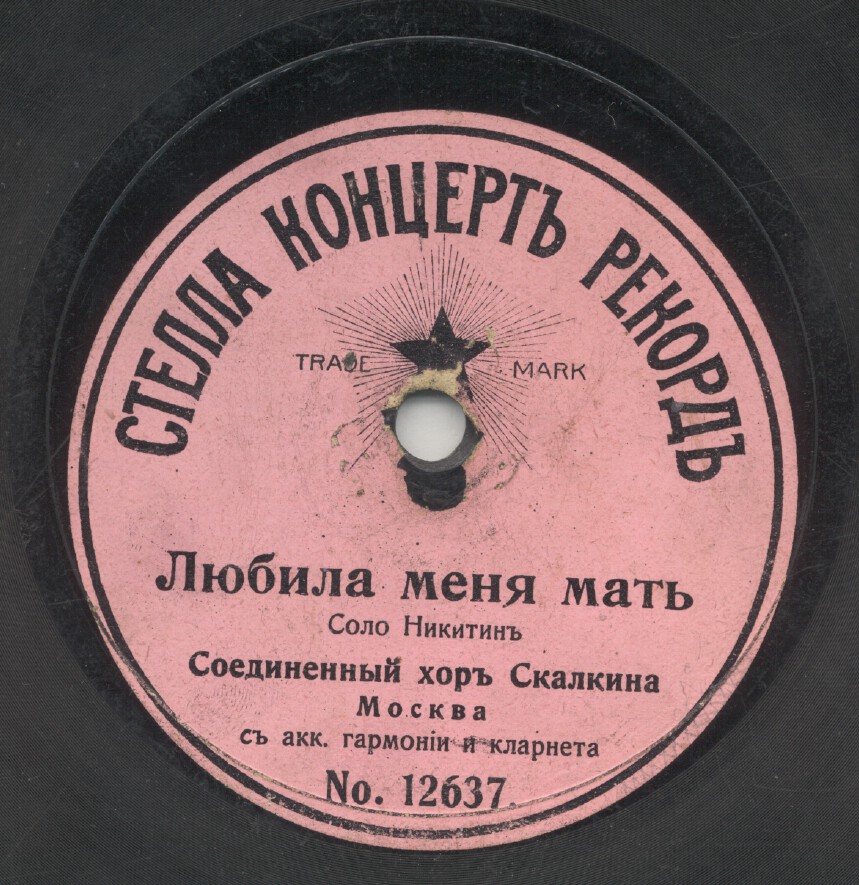 СТЕЛЛА КОНЦЕРТЪ РЕКОРДЪ
TRADE MARK
Любила меня мать
Соло Никитинъ
Соединенный хоръ Скалкина
Москва
съ акк. гармоніи и кларнета
No. 12637.